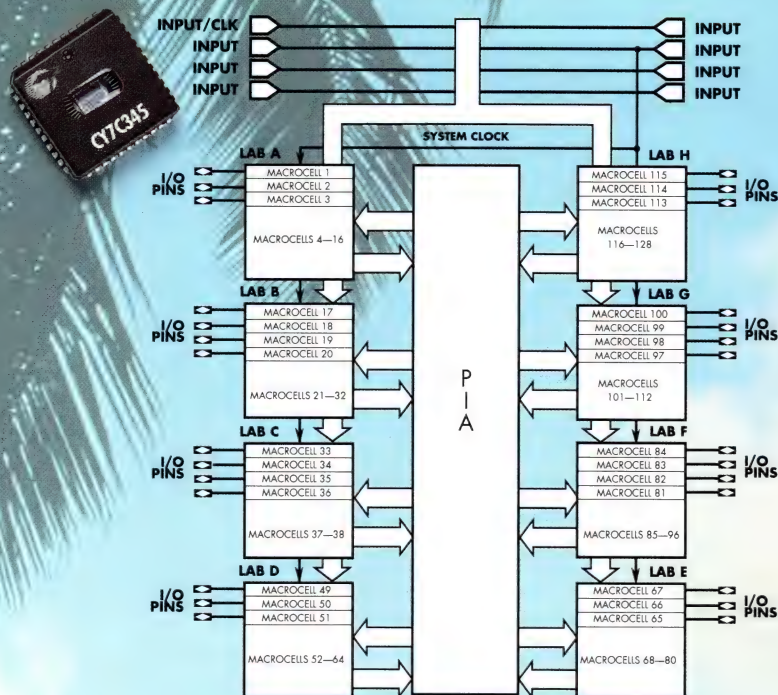 CY7C345
INPUT/CLK
INPUT
INPUT
INPUT
INPUT
INPUT
INPUT
INPUT
SYSTEM CLOCK
LAB A
I/O PINS
MACROCELL 1
MACROCELL 2
MACROCELL 3
MACROCELLS 4—16
LAB B
I/O PINS
MACROCELL 17
MACROCELL 18
MACROCELL 19
MACROCELL 20
MACROCELLS 21—32
LAB C
I/O PINS
MACROCELL 33
MACROCELL 34
MACROCELL 35
MACROCELL 36
MACROCELLS 37—38
LAB D
I/O PINS
MACROCELL 49
MACROCELL 50
MACROCELL 51
MACROCELLS 52—64
PIA
LAB H
MACROCELL 115
MACROCELL 114
MACROCELL 113
MACROCELLS
116—128
I/O PINS
LAB G
MACROCELL 100
MACROCELL 99
MACROCELL 98
MACROCELL 97
MACROCELLS
101—112
I/O PINS
LAB F
MACROCELL 84
MACROCELL 83
MACROCELL 82
MACROCELL 81
MACROCELLS 85—96
I/O PINS
LAB E
MACROCELL 67
MACROCELL 66
MACROCELL 65
MACROCELLS 68—80
I/O PINS